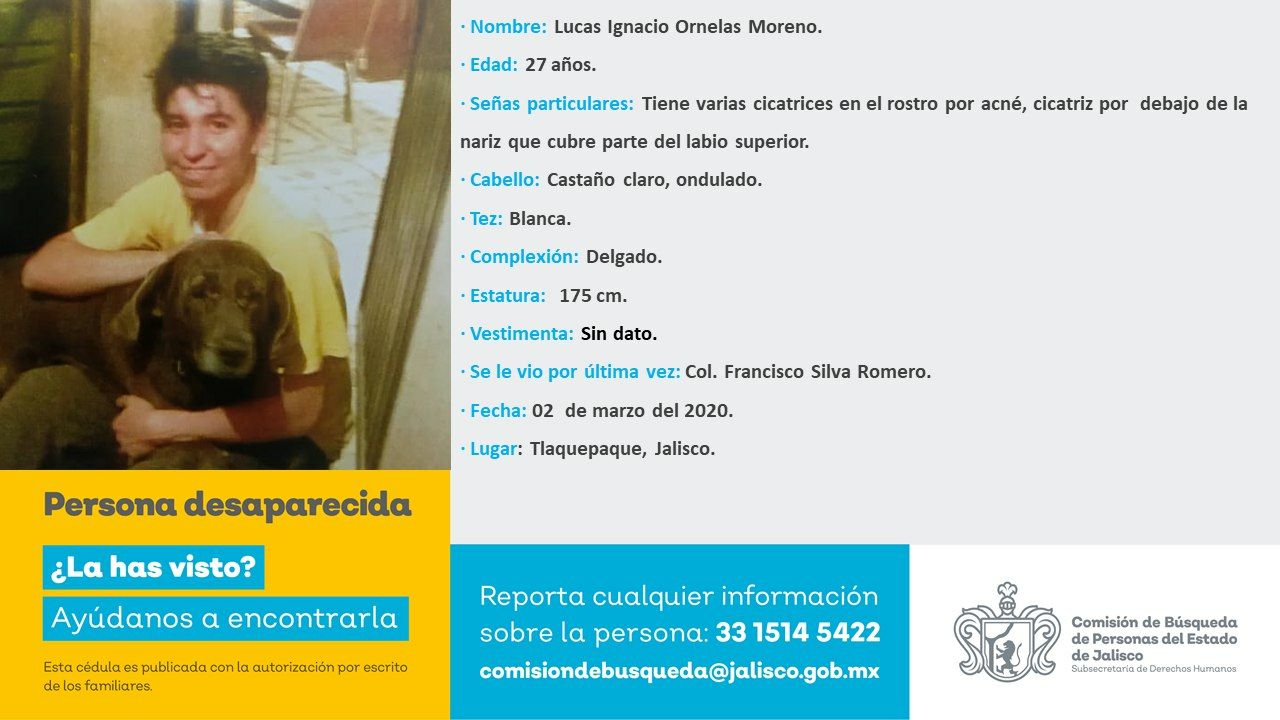 · Nombre: Lucas Ignacio Ornelas Moreno.
· Edad: 27 años.
· Señas particulares: Tiene varias cicatrices en el rostro por acné, cicatriz por debajo de la
nariz que cubre parte del labio superior.
· Cabello: Castaño claro, ondulado.
· Tez: Blanca.
· Complexión: Delgado.
· Estatura: 175 cm.
· Vestimenta: Sin dato.
· Se le vio por última vez: Col. Francisco Silva Romero.
· Fecha: 02 de marzo del 2020.
· Lugar: Tlaquepaque, Jalisco.
Persona desaparecida
¿La has visto?
Ayúdanos a encontrarla
Esta cédula es publicada con la autorización por escrito
de los familiares.
Reporta cualquier información
sobre la persona: 33 1514 5422
comisiondebusqueda@jalisco.gob.mx
Comisión de Búsqueda
de Personas del Estado
de Jalisco
Subsecretaría de Derechos Humanos